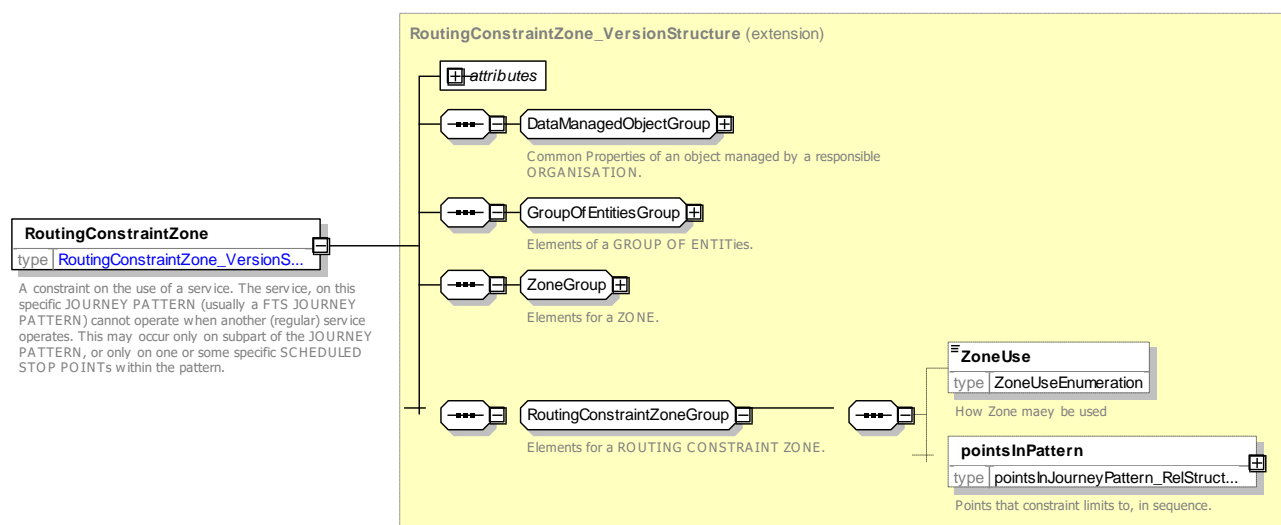 RoutingConstraintZone_VersionStructure (extension)
attributes
DataManagedObjectGroup
Common Properties of an object managed by a responsible
ORGANISATION.
GroupOfEntitiesGroup
Elements of a GROUP OF ENTITies.
RoutingConstraintZone
type RoutingConstraintZone_VersionS...
A constraint on the use of a service. The service, on this
specific JOURNEY PATTERN (usually a FTS JOURNEY
PATTERN) cannot operate when another (regular) service
operates. This may occur only on subpart of the JOURNEY
PATTERN, or only on one or some specific SCHEDULED
STOP POINTs within the pattern.
ZoneGroup
Elements for a ZONE.
RoutingConstraintZoneGroup
Elements for a ROUTING CONSTRAINT ZONE.
ZoneUse
type ZoneUseEnumeration
How Zone maey be used
pointsInPattern
type pointsInJourneyPattern_RelStruct...
Points that constraint limits to, in sequence.